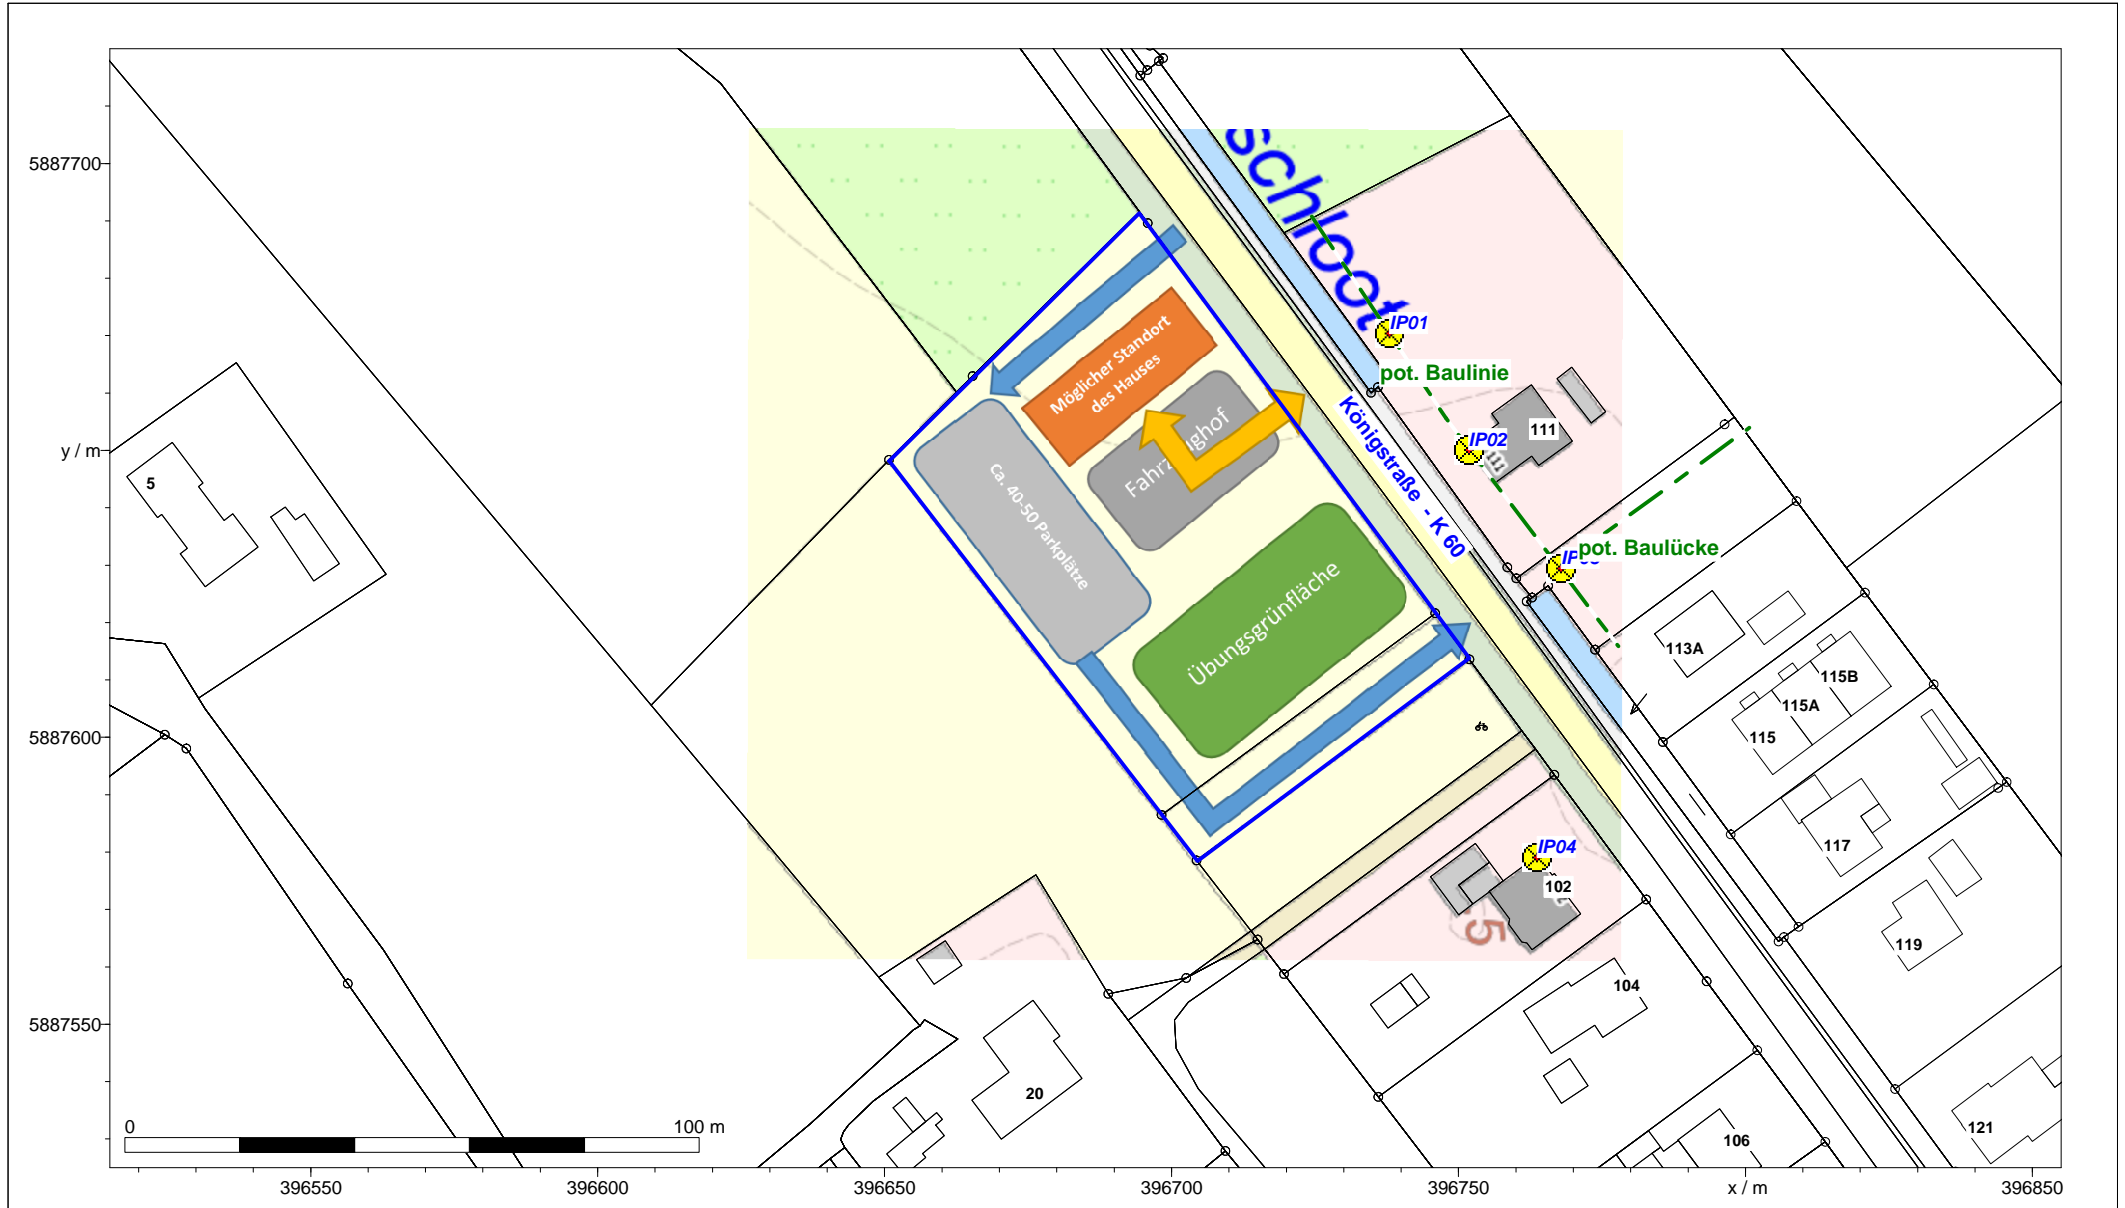 5887700
y / m
5887600
5887550
396550
396600
396650
396700
396750
x / m
396850
0
100 m
schloot
IP01
pot. Baulinie
Königstraße - K 60
IP02
111
pot. Baulücke
Möglicher Standort
des Hauses
Ca. 40-50 Parkplätze
Übungsgrünfläche
5
113A
115B
115A
115
117
119
121
IP04
102
104
106
20